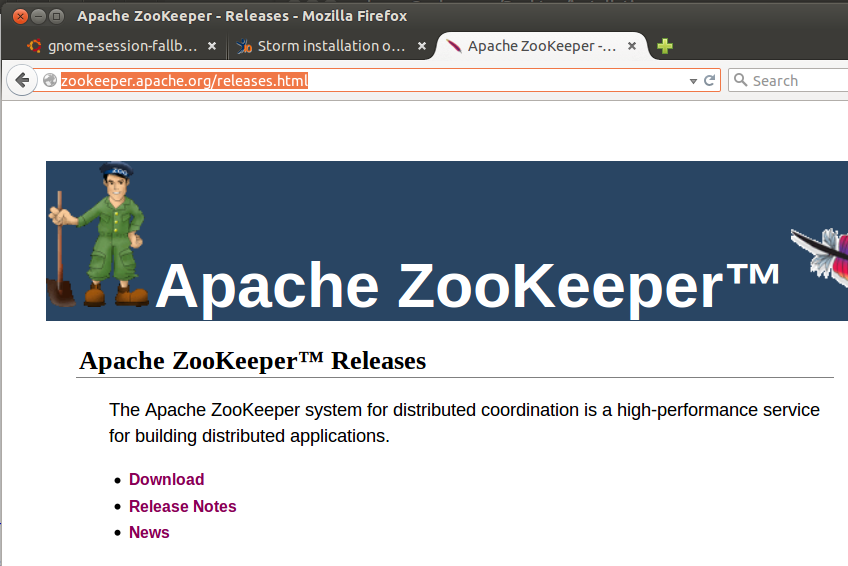 Apache ZooKeeper - Releases - Mozilla Firefox
gnome-session-fallb...
Storm installation o...
Apache ZooKeeper -...
zookeeper.apache.org/releases.html
Search
ZOO
Apache ZooKeeper™
Apache ZooKeeper™ Releases
The Apache ZooKeeper system for distributed coordination is a high-performance service
for building distributed applications.
• Download
• Release Notes
• News